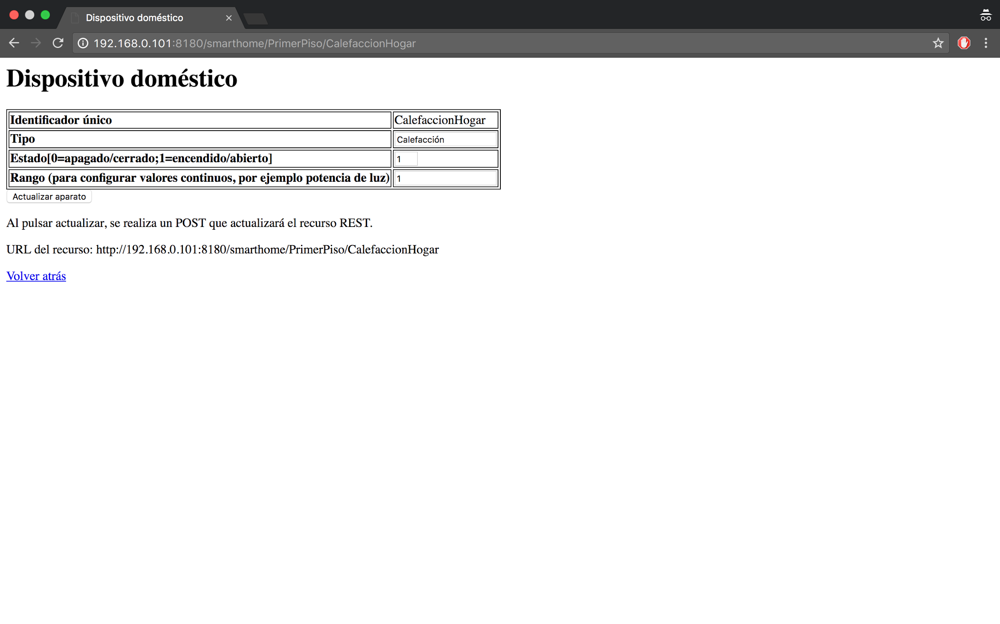 Dispositivo doméstico
192.168.0.101:8180/smarthome/PrimerPiso/CalefaccionHogar
Dispositivo doméstico
Identificador único CalefaccionHogar
Tipo Calefacción
Estado[0=apagado/cerrado;1=encendido/abierto] 1
Rango (para configurar valores continuos, por ejemplo potencia de luz) 1
Actualizar aparato
Al pulsar actualizar, se realiza un POST que actualizará el recurso REST.
URL del recurso: http://192.168.0.101:8180/smarthome/PrimerPiso/CalefaccionHogar
Volver atrás